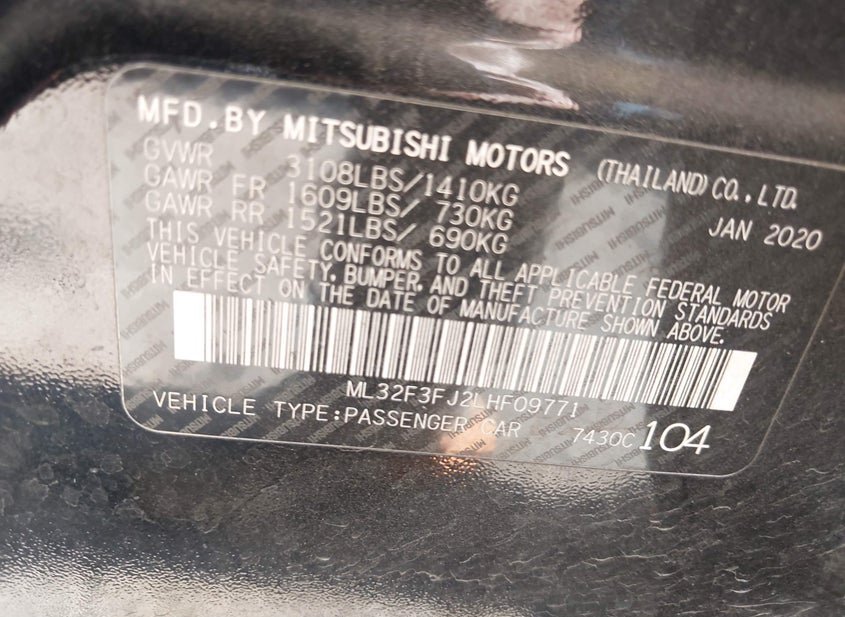 MFD.BY MITSUBISHI MOTORS (THAILAND) CO.,LTD.
GVWR 3108LBS/1410KG JAN 2020
GAWR FR 1609LBS/ 730KG
GAWR RR 1521LBS/ 690KG
THIS VEHICLE CONFORMS TO ALL APPLICABLE FEDERAL MOTOR
VEHICLE SAFETY, BUMPER, AND THEFT PREVENTION STANDARDS
IN EFFECT ON THE DATE OF MANUFACTURE SHOWN ABOVE.
ML32F3FJ2LHF09771
VEHICLE TYPE:PASSENGER CAR 7430C 104